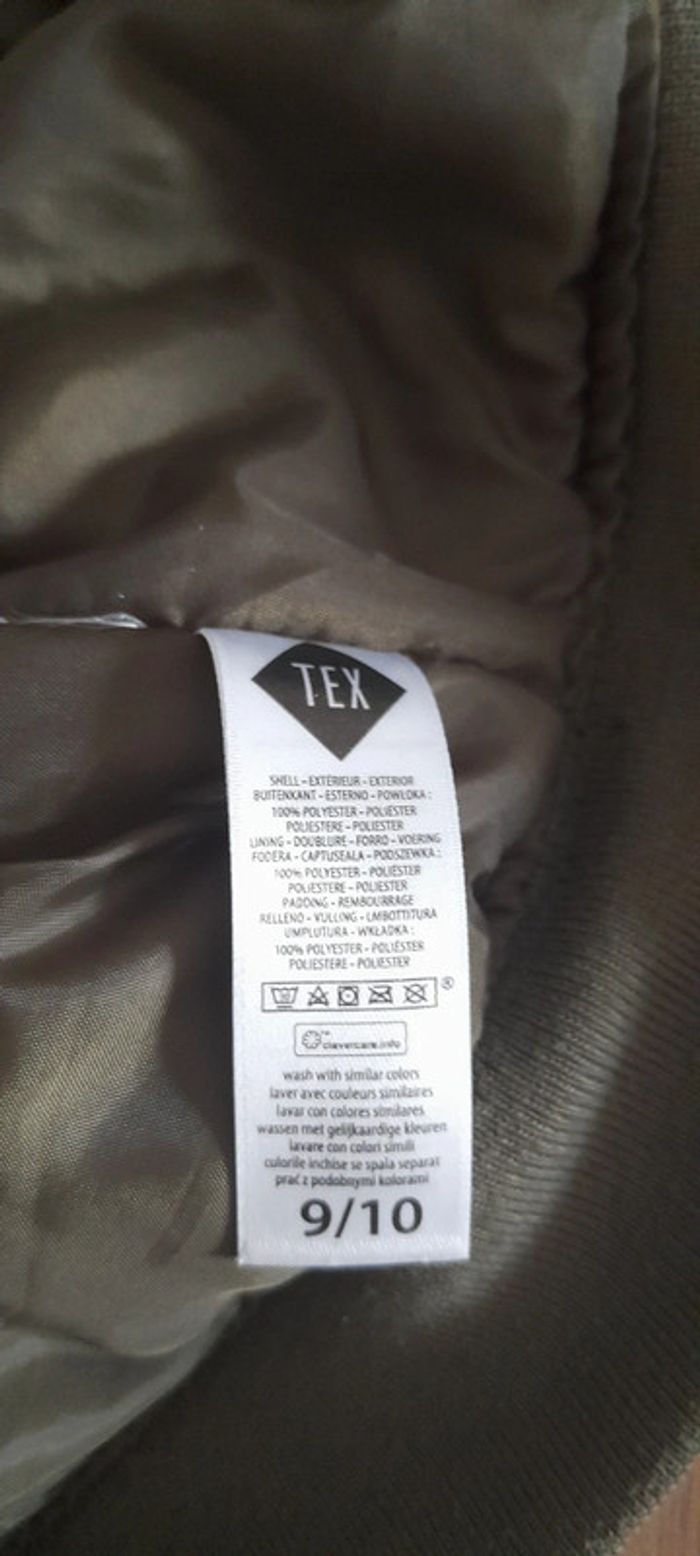 TEX
SHELL - EXTÉRIEUR - EXTERIOR
BUITENKANT - ESTERNO - POWŁOKA :
100% POLYESTER - POLIÉSTER
POLIESTERE - POLIESTER
LINING - DOUBLURE - FORRO - VOERING
FODERA - CAPTUSEALA - PODSZEWKA :
100% POLYESTER - POLIÉSTER
POLIESTERE - POLIESTER
PADDING - REMBOURRAGE
RELLENO - VULLING - IMBOTTITURA
UMPLUTURA - WKŁADKA :
100% POLYESTER - POLIÉSTER
POLIESTERE - POLIESTER
®
™
clevercare.info
wash with similar colors
laver avec couleurs similaires
lavar con colores similares
wassen met gelijkaardige kleuren
lavare con colori simili
culorile inchise se spala separat
prać z podobnymi kolorami
9/10